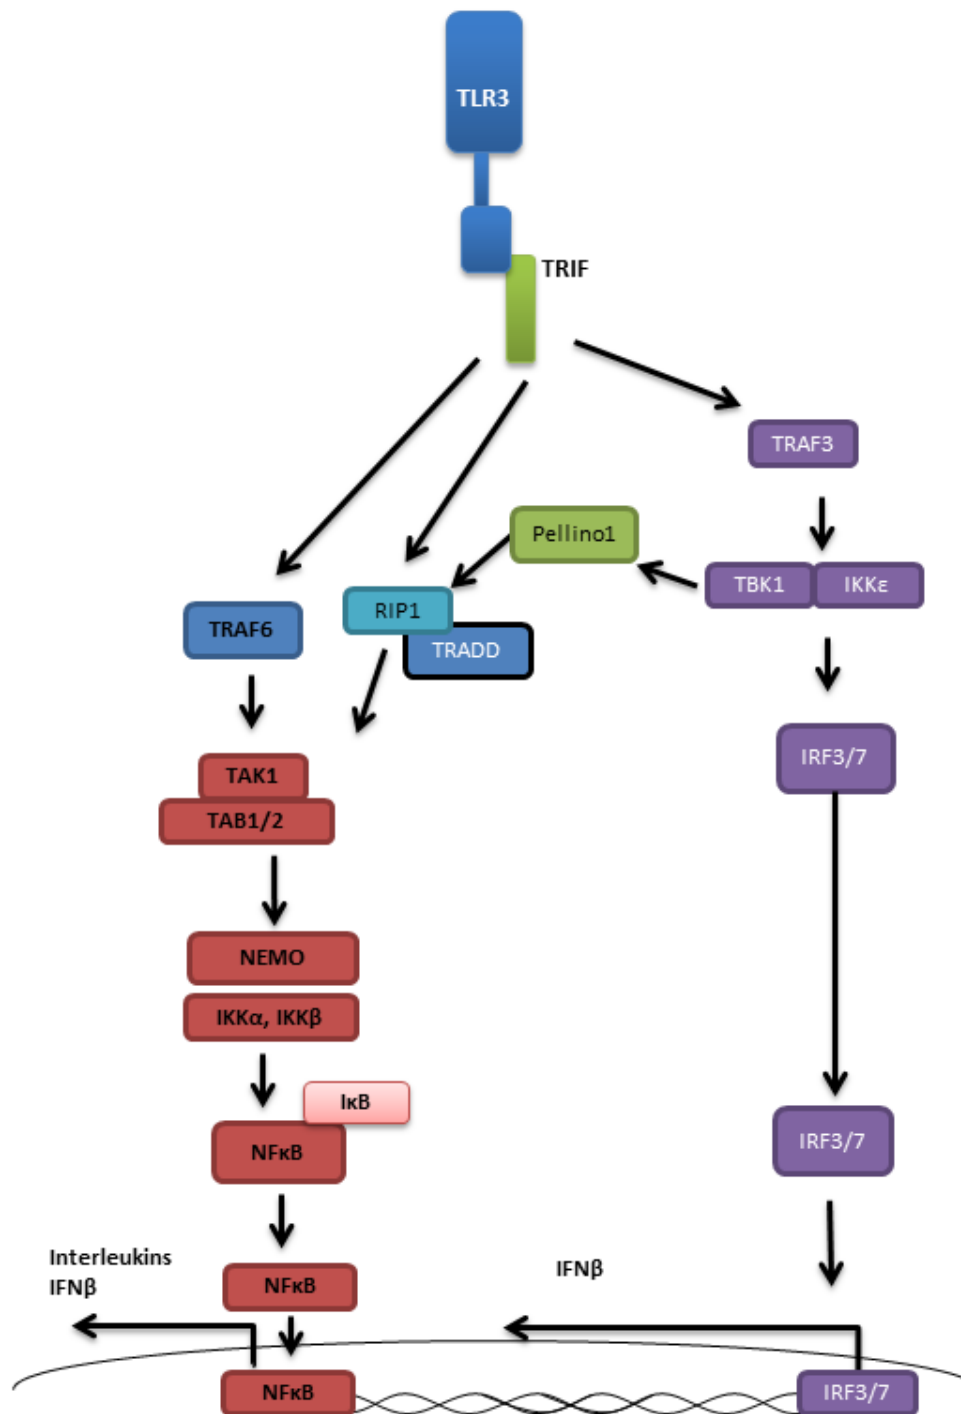 TLR3
TRIF
TRAF3
Pellino1
TBK1
IKKε
RIP1
TRAF6
TRADD
IRF3/7
TAK1
TAB1/2
NEMO
IKKα, IKKβ
IκB
NFκB
IRF3/7
Interleukins
IFNβ
NFκB
IFNβ
NFκB
IRF3/7